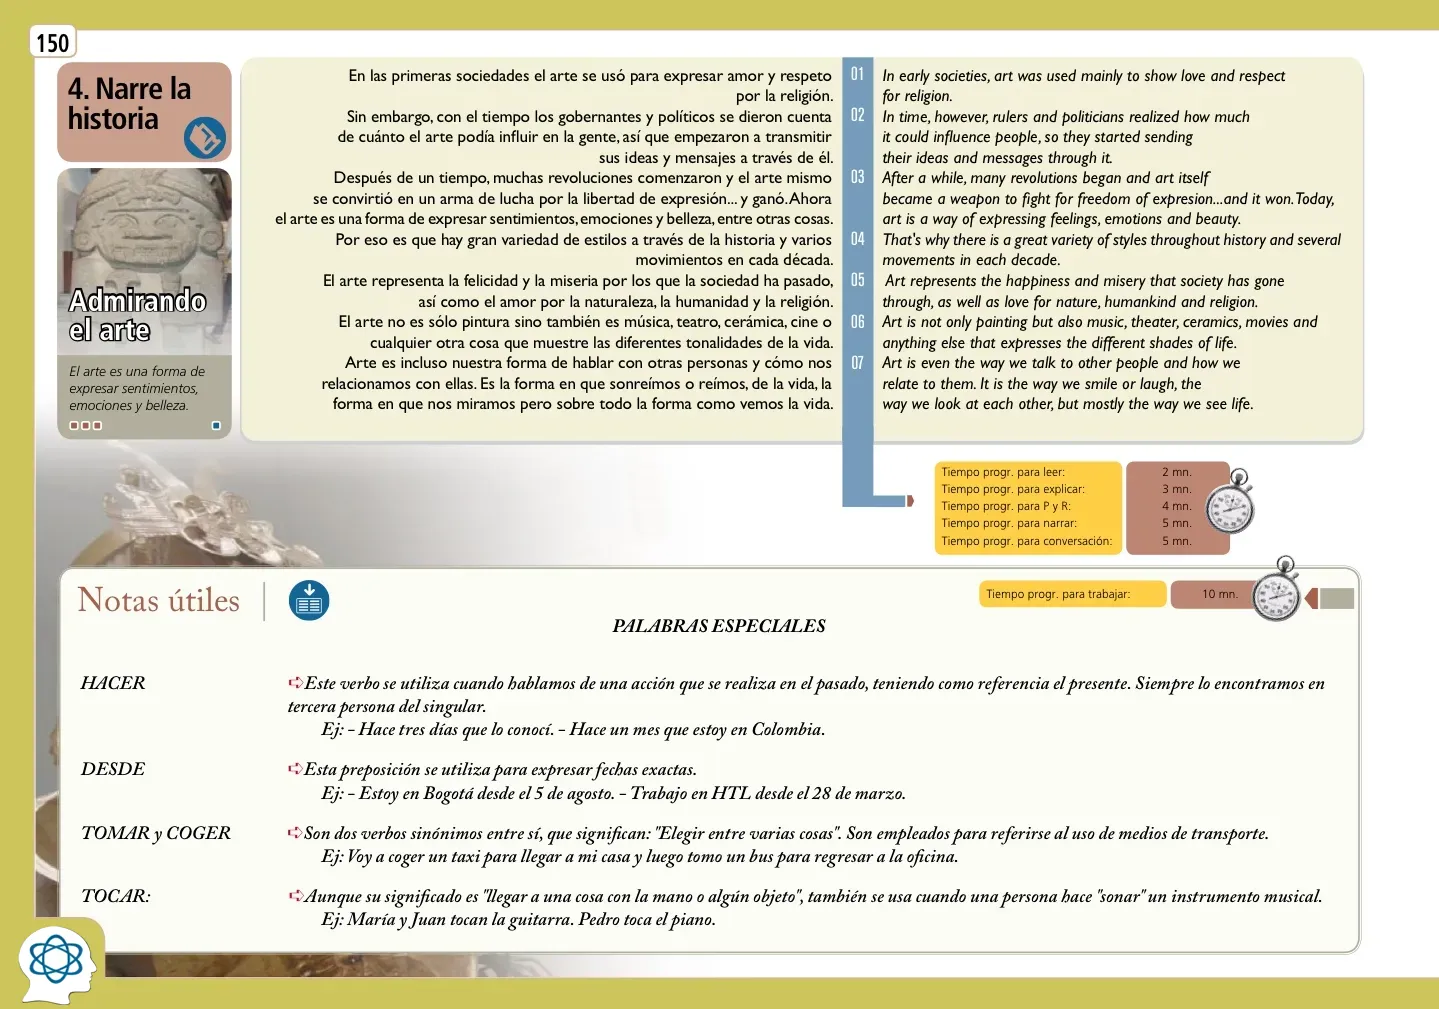 150
4. Narre la
historia
Admirando
el arte
El arte es una forma de
expresar sentimientos,
emociones y belleza.
En las primeras sociedades el arte se usó para expresar amor y respeto
por la religión.
Sin embargo, con el tiempo los gobernantes y políticos se dieron cuenta
de cuánto el arte podía influir en la gente, así que empezaron a transmitir
sus ideas y mensajes a través de él.
Después de un tiempo, muchas revoluciones comenzaron y el arte mismo
se convirtió en un arma de lucha por la libertad de expresión... y ganó. Ahora
el arte es una forma de expresar sentimientos, emociones y belleza, entre otras cosas.
Por eso es que hay gran variedad de estilos a través de la historia y varios
movimientos en cada década.
El arte representa la felicidad y la miseria por los que la sociedad ha pasado,
así como el amor por la naturaleza, la humanidad y la religión.
El arte no es sólo pintura sino también es música, teatro, cerámica, cine o
cualquier otra cosa que muestre las diferentes tonalidades de la vida.
Arte es incluso nuestra forma de hablar con otras personas y cómo nos
relacionamos con ellas. Es la forma en que sonreímos o reímos, de la vida, la
forma en que nos miramos pero sobre todo la forma como vemos la vida.
01
02
03
04
05
06
07
In early societies, art was used mainly to show love and respect
for religion.
In time, however, rulers and politicians realized how much
it could influence people, so they started sending
their ideas and messages through it.
After a while, many revolutions began and art itself
became a weapon to fight for freedom of expresion...and it won. Today,
art is a way of expressing feelings, emotions and beauty.
That's why there is a great variety of styles throughout history and several
movements in each decade.
Art represents the happiness and misery that society has gone
through, as well as love for nature, humankind and religion.
Art is not only painting but also music, theater, ceramics, movies and
anything else that expresses the different shades of life.
Art is even the way we talk to other people and how we
relate to them. It is the way we smile or laugh, the
way we look at each other, but mostly the way we see life.
Tiempo progr. para leer: 2 mn.
Tiempo progr. para explicar: 3 mn.
Tiempo progr. para P y R: 4 mn.
Tiempo progr. para narrar: 5 mn.
Tiempo progr. para conversación: 5 mn.
Notas útiles
Tiempo progr. para trabajar: 10 mn.
PALABRAS ESPECIALES
HACER ➪Este verbo se utiliza cuando hablamos de una acción que se realiza en el pasado, teniendo como referencia el presente. Siempre lo encontramos en
tercera persona del singular.
Ej: - Hace tres días que lo conocí. - Hace un mes que estoy en Colombia.
DESDE ➪Esta preposición se utiliza para expresar fechas exactas.
Ej: - Estoy en Bogotá desde el 5 de agosto. - Trabajo en HTL desde el 28 de marzo.
TOMAR y COGER ➪Son dos verbos sinónimos entre sí, que significan: "Elegir entre varias cosas". Son empleados para referirse al uso de medios de transporte.
Ej: Voy a coger un taxi para llegar a mi casa y luego tomo un bus para regresar a la oficina.
TOCAR: ➪Aunque su significado es "llegar a una cosa con la mano o algún objeto", también se usa cuando una persona hace "sonar" un instrumento musical.
Ej: María y Juan tocan la guitarra. Pedro toca el piano.